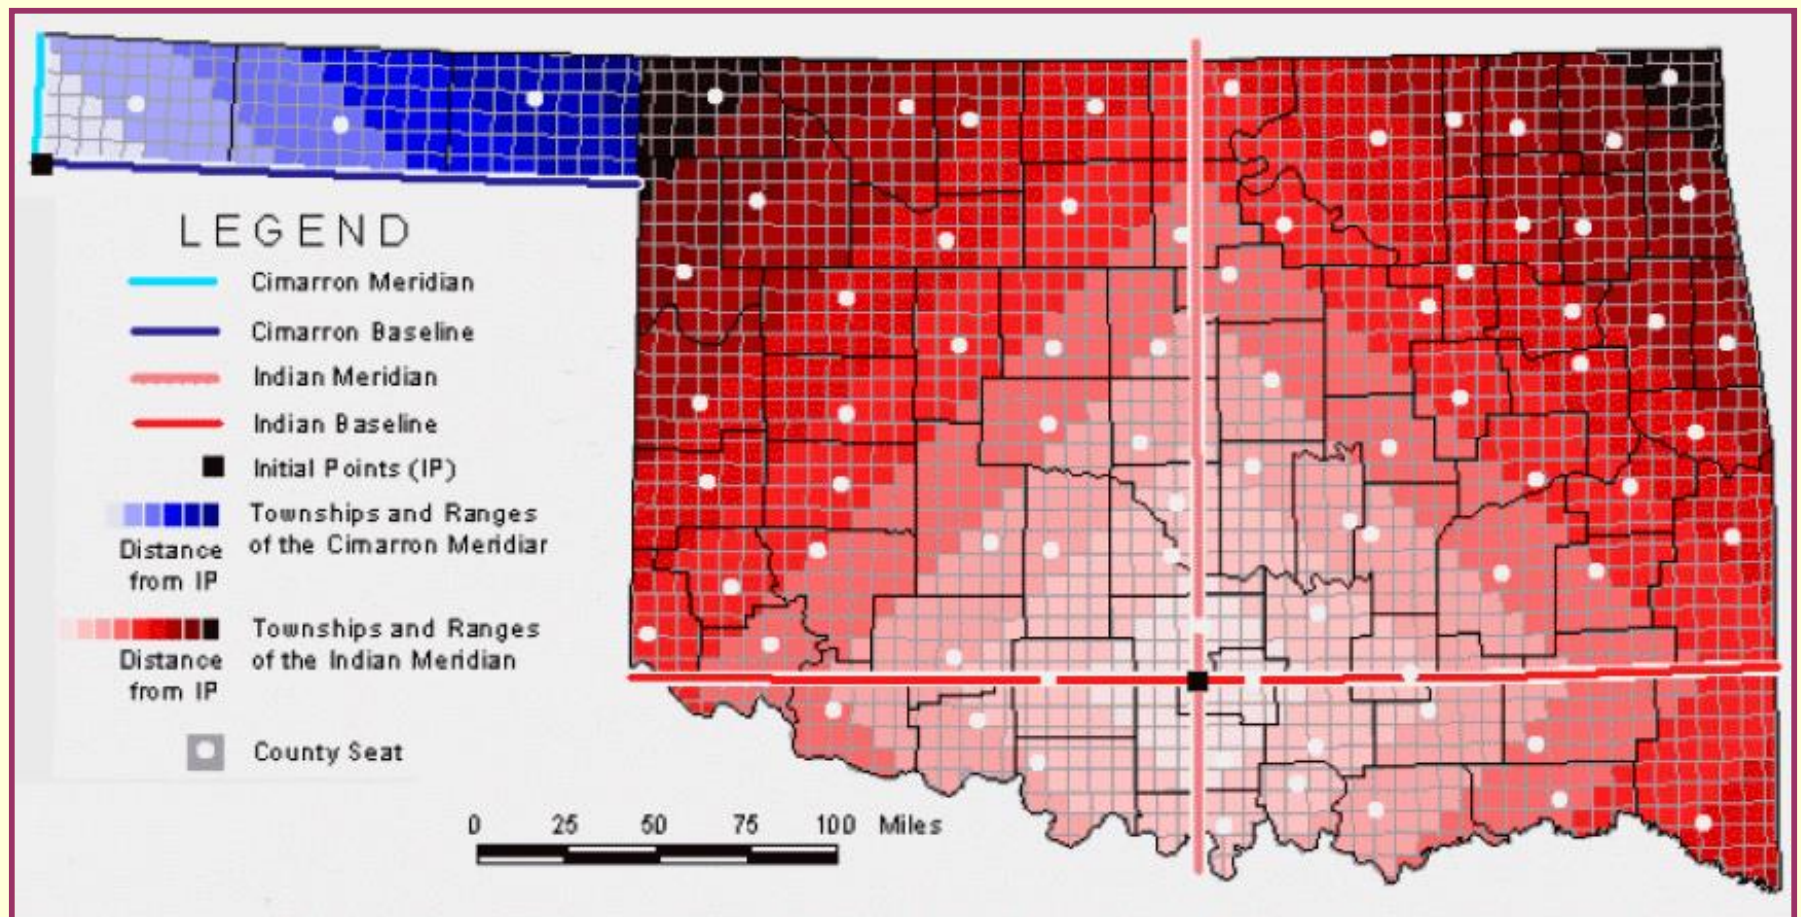 LEGEND
Cimarron Meridian
Cimarron Baseline
Indian Meridian
Indian Baseline
Initial Points (IP)
Townships and Ranges
of the Cimarron Meridiar
Distance
from IP
Townships and Ranges
of the Indian Meridian
Distance
from IP
County Seat
0 25 50 75 100 Miles